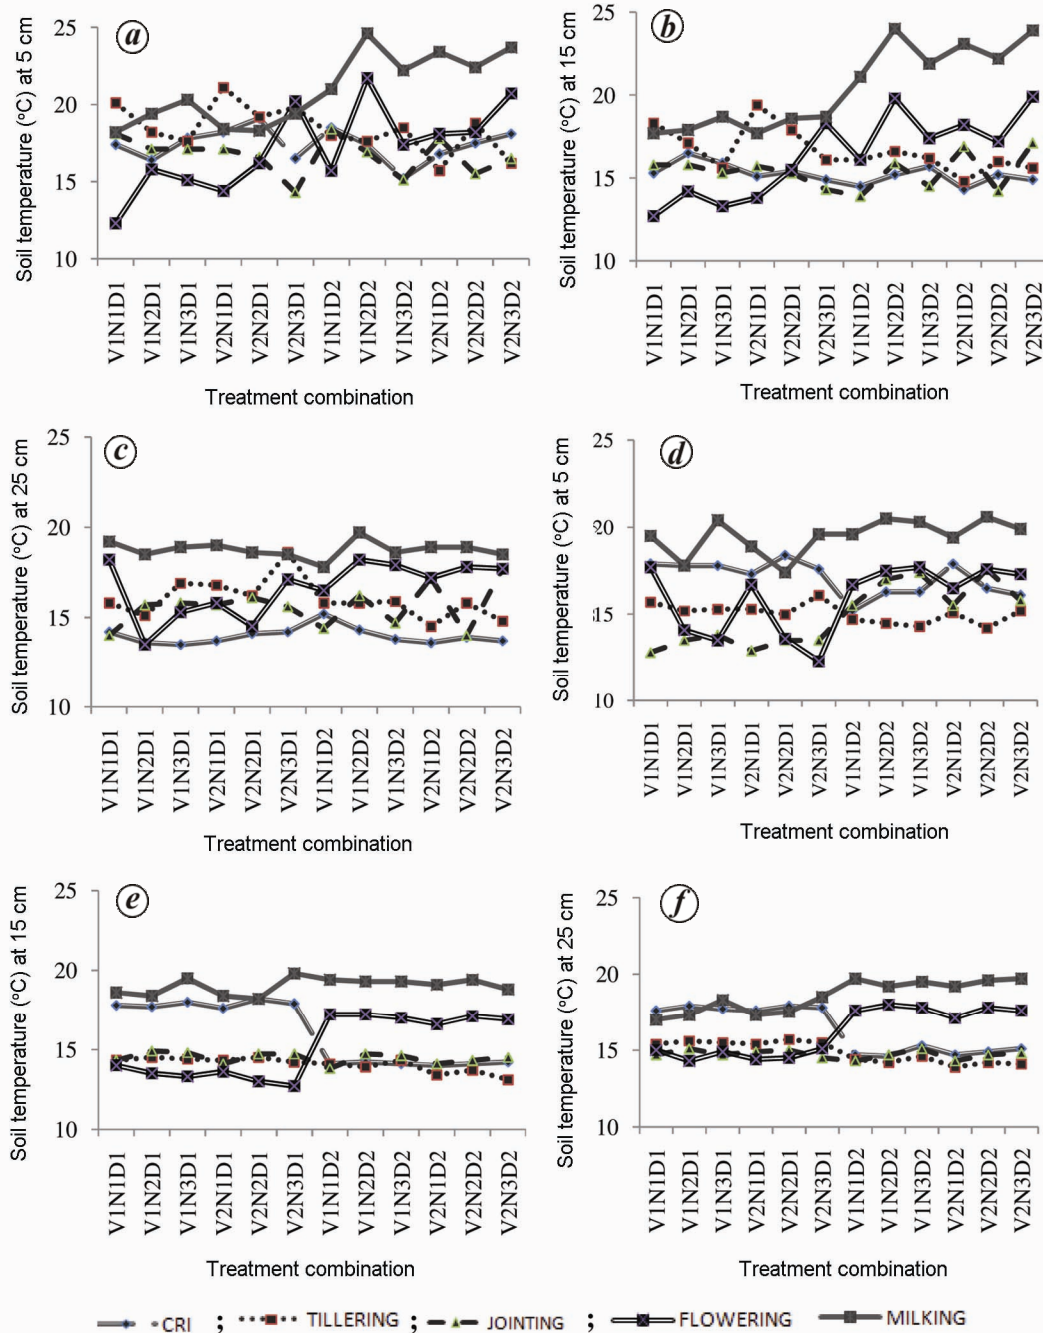 a
Soil temperature (°C) at 5 cm
25
20
15
10
V1N1D1
V1N2D1
V1N3D1
V2N1D1
V2N2D1
V2N3D1
V1N1D2
V1N2D2
V1N3D2
V2N1D2
V2N2D2
V2N3D2
Treatment combination
b
Soil temperature (°C) at 15 cm
25
20
15
10
V1N1D1
V1N2D1
V1N3D1
V2N1D1
V2N2D1
V2N3D1
V1N1D2
V1N2D2
V1N3D2
V2N1D2
V2N2D2
V2N3D2
Treatment combination
c
Soil temperature (°C) at 25 cm
25
20
15
10
V1N1D1
V1N2D1
V1N3D1
V2N1D1
V2N2D1
V2N3D1
V1N1D2
V1N2D2
V1N3D2
V2N1D2
V2N2D2
V2N3D2
Treatment combination
d
Soil temperature (°C) at 5 cm
25
20
15
10
V1N1D1
V1N2D1
V1N3D1
V2N1D1
V2N2D1
V2N3D1
V1N1D2
V1N2D2
V1N3D2
V2N1D2
V2N2D2
V2N3D2
Treatment combination
e
Soil temperature (°C) at 15 cm
25
20
15
10
V1N1D1
V1N2D1
V1N3D1
V2N1D1
V2N2D1
V2N3D1
V1N1D2
V1N2D2
V1N3D2
V2N1D2
V2N2D2
V2N3D2
Treatment combination
f
Soil temperature (°C) at 25 cm
25
20
15
10
V1N1D1
V1N2D1
V1N3D1
V2N1D1
V2N2D1
V2N3D1
V1N1D2
V1N2D2
V1N3D2
V2N1D2
V2N2D2
V2N3D2
Treatment combination
CRI ; TILLERING ; JOINTING ; FLOWERING MILKING